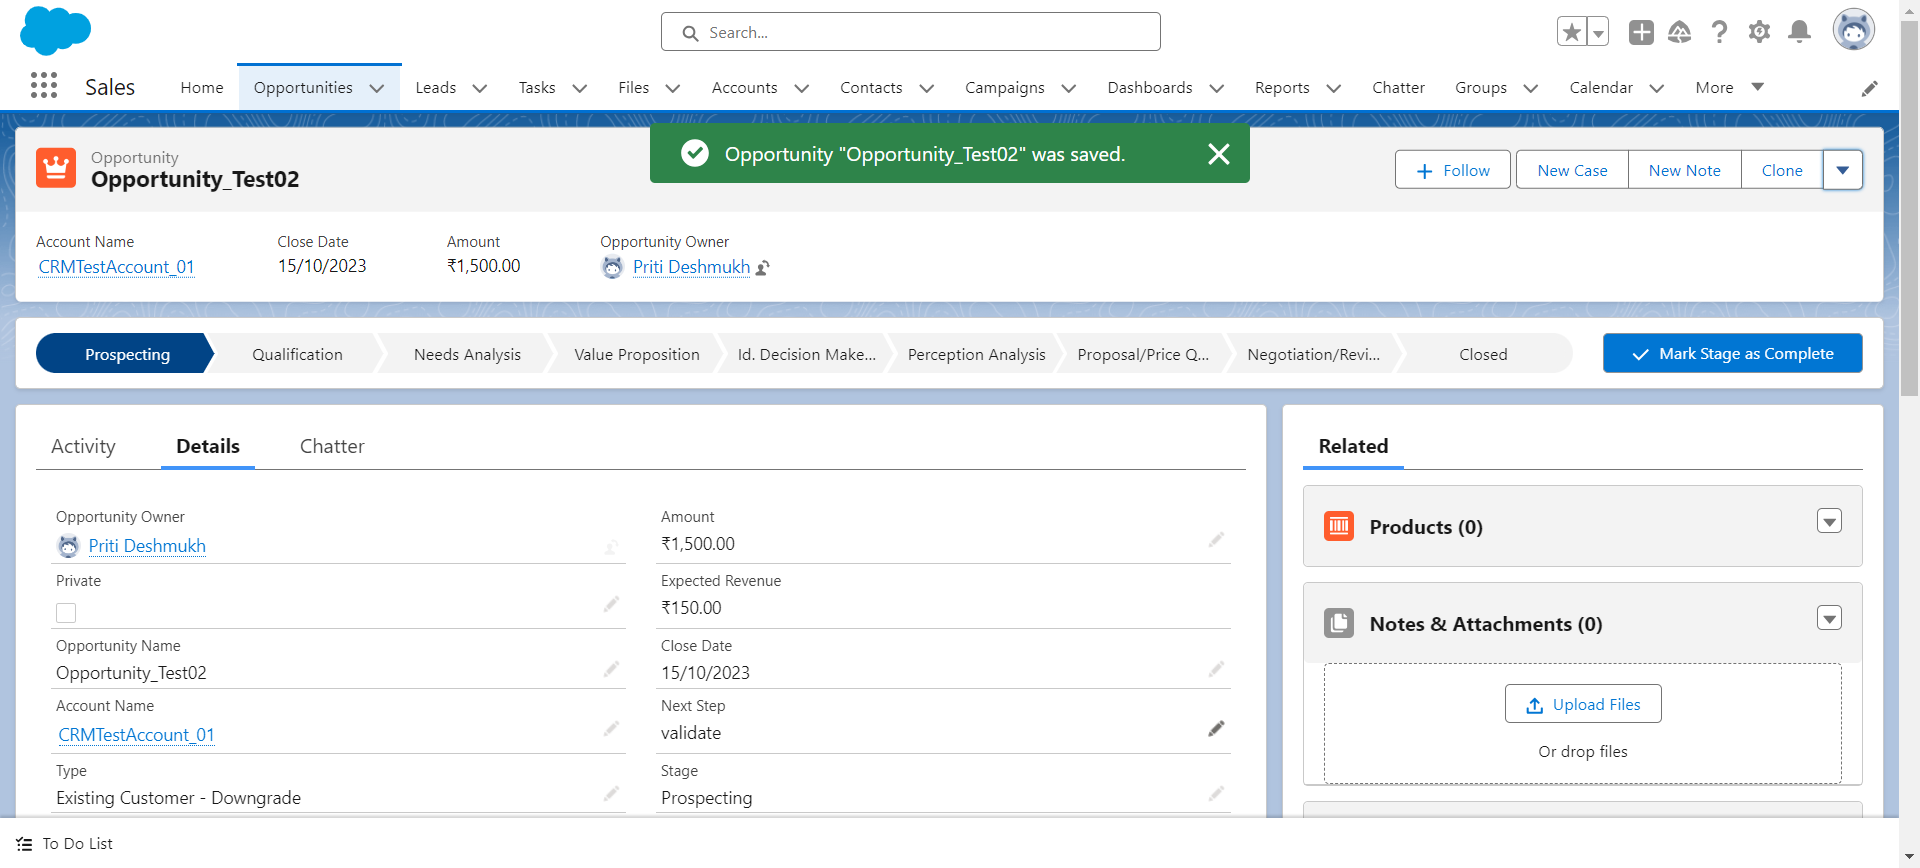 Search...
Sales
Home
Opportunities
Leads
Tasks
Files
Accounts
Contacts
Campaigns
Dashboards
Reports
Chatter
Groups
Calendar
More
Opportunity
Opportunity_Test02
Opportunity "Opportunity_Test02" was saved.
Follow
New Case
New Note
Clone
Account Name
CRMTestAccount_01
Close Date
15/10/2023
Amount
₹1,500.00
Opportunity Owner
Priti Deshmukh
Prospecting
Qualification
Needs Analysis
Value Proposition
Id. Decision Make...
Perception Analysis
Proposal/Price Q...
Negotiation/Revi...
Closed
Mark Stage as Complete
Activity
Details
Chatter
Opportunity Owner
Priti Deshmukh
Private
Opportunity Name
Opportunity_Test02
Account Name
CRMTestAccount_01
Type
Existing Customer - Downgrade
Amount
₹1,500.00
Expected Revenue
₹150.00
Close Date
15/10/2023
Next Step
validate
Stage
Prospecting
Related
Products (0)
Notes & Attachments (0)
Upload Files
Or drop files
To Do List